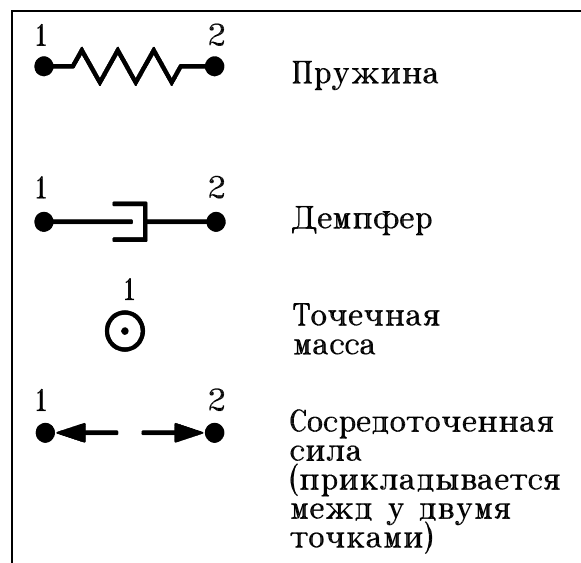 1 2
Пружина
1 2
Демпфер
1
Точечная
масса
1 2
Сосредоточенная
сила
(прикладывается
межд у двумя
точками)